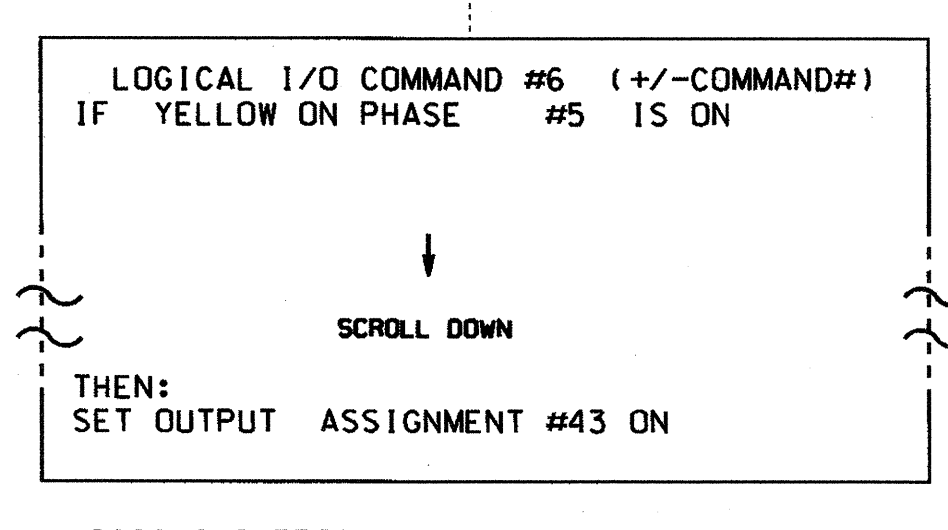 LOGICAL I/O COMMAND #6 (+/-COMMAND#)
IF YELLOW ON PHASE #5 IS ON
SCROLL DOWN
THEN:
SET OUTPUT ASSIGNMENT #43 ON